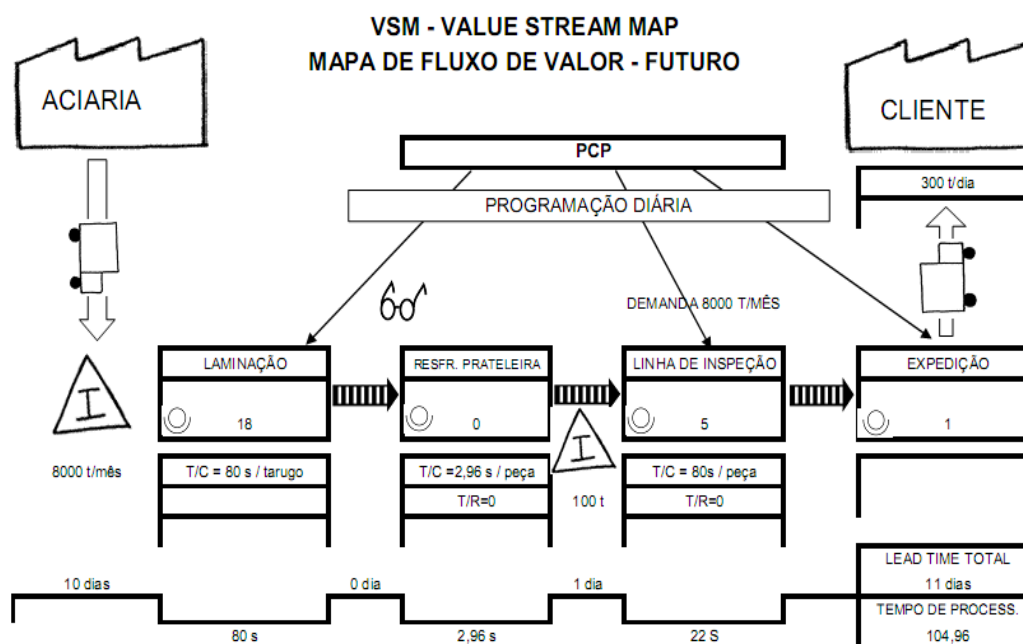 VSM - VALUE STREAM MAP
MAPA DE FLUXO DE VALOR - FUTURO
ACIARIA
CLIENTE
PCP
300 t/dia
PROGRAMAÇÃO DIÁRIA
DEMANDA 8000 T/MÊS
LAMINAÇÃO
RESFR. PRATELEIRA
LINHA DE INSPEÇÃO
EXPEDIÇÃO
I
18
0
I
5
1
8000 t/mês
T/C = 80 s / tarugo
T/C =2,96 s / peça
T/R=0
100 t
T/C = 80s / peça
T/R=0
LEAD TIME TOTAL
10 dias
0 dia
1 dia
11 dias
TEMPO DE PROCESS.
80 s
2,96 s
22 S
104,96